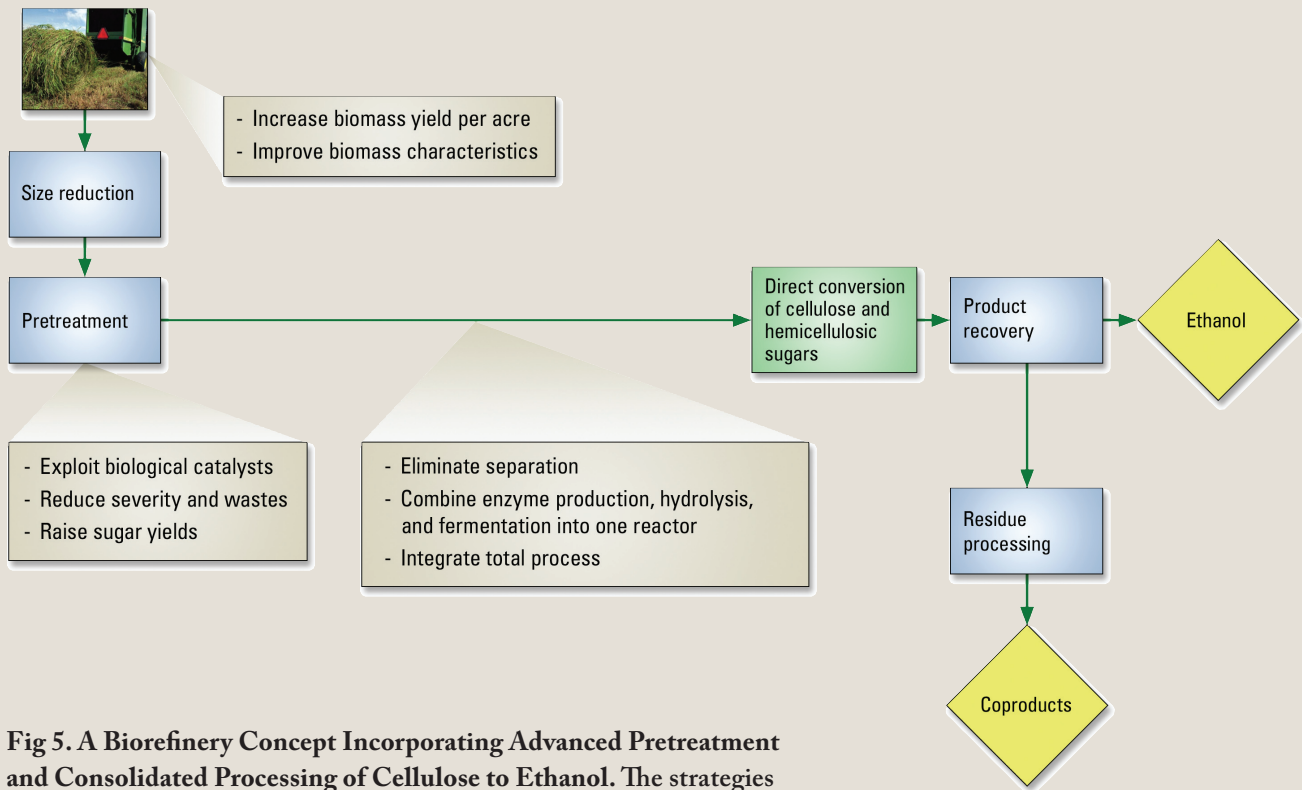 - Increase biomass yield per acre
- Improve biomass characteristics
Size reduction
Pretreatment
Direct conversion
of cellulose and
hemicellulosic
sugars
Product
recovery
Ethanol
- Exploit biological catalysts
- Reduce severity and wastes
- Raise sugar yields
- Eliminate separation
- Combine enzyme production, hydrolysis,
and fermentation into one reactor
- Integrate total process
Residue
processing
Coproducts
Fig 5. A Biorefinery Concept Incorporating Advanced Pretreatment
and Consolidated Processing of Cellulose to Ethanol. The strategies